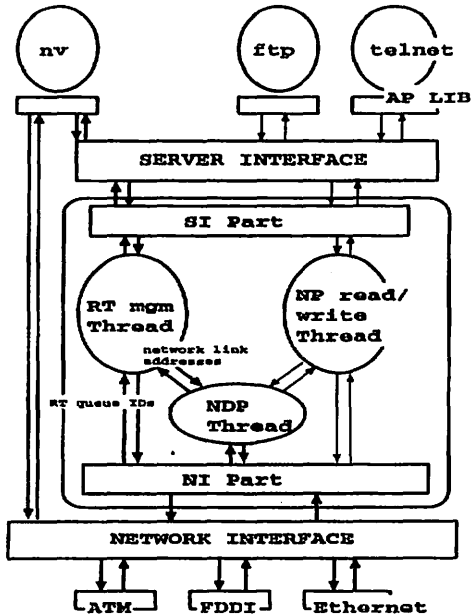 nv
ftp
telnet
AP LIB
SERVER INTERFACE
SI Part
RT mgm
Thread
NP read/
write
Thread
network link
addresses
RT queue IDs
NDP
Thread
NI Part
NETWORK INTERFACE
ATM
FDDI
Ethernet